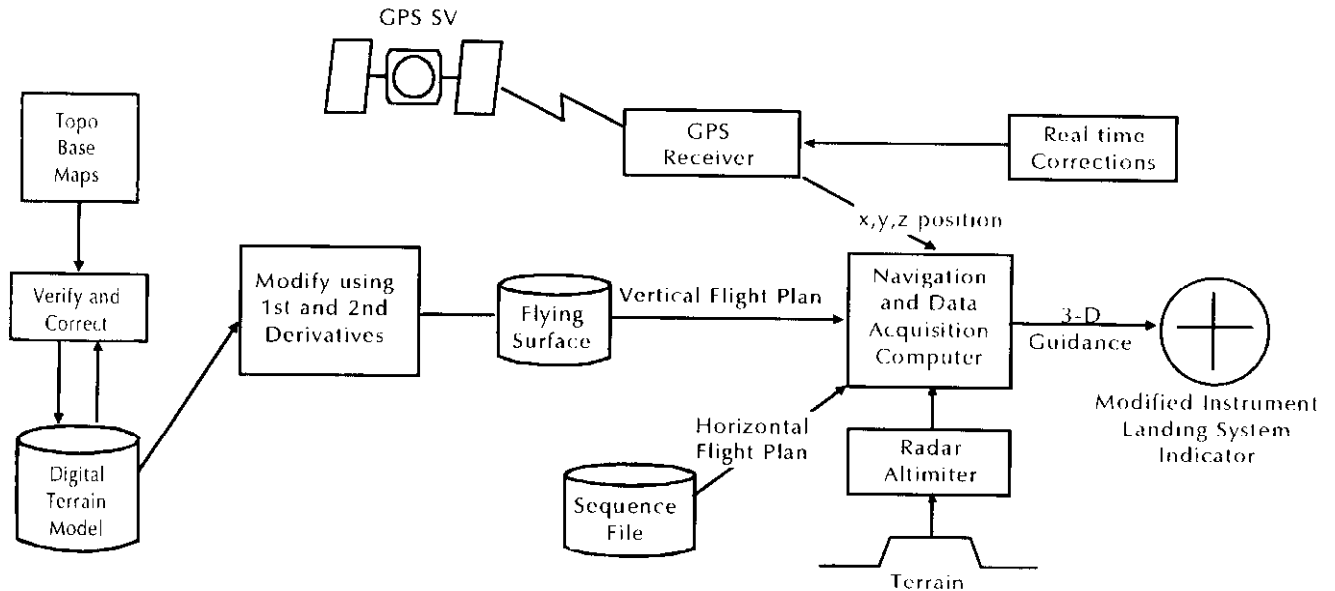 GPS SV
Topo
Base
Maps
GPS
Receiver
Real time
Corrections
x,y,z position
Verify and
Correct
Modify using
1st and 2nd
Derivatives
Flying
Surface
Vertical Flight Plan
Navigation
and Data
Acquisition
Computer
3-D
Guidance
Modified Instrument
Landing System
Indicator
Digital
Terrain
Model
Horizontal
Flight Plan
Sequence
File
Radar
Altimiter
Terrain